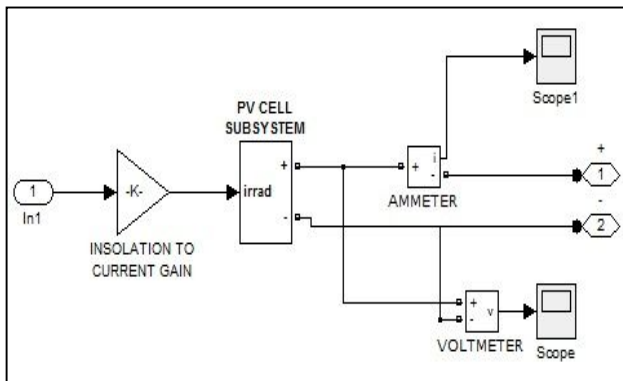 Scope1
PV CELL
SUBSYSTEM
+
-
irrad
+
i
-
AMMETER
+
1
-
2
1
In1
-K-
INSOLATION TO
CURRENT GAIN
+
-
v
VOLTMETER
Scope